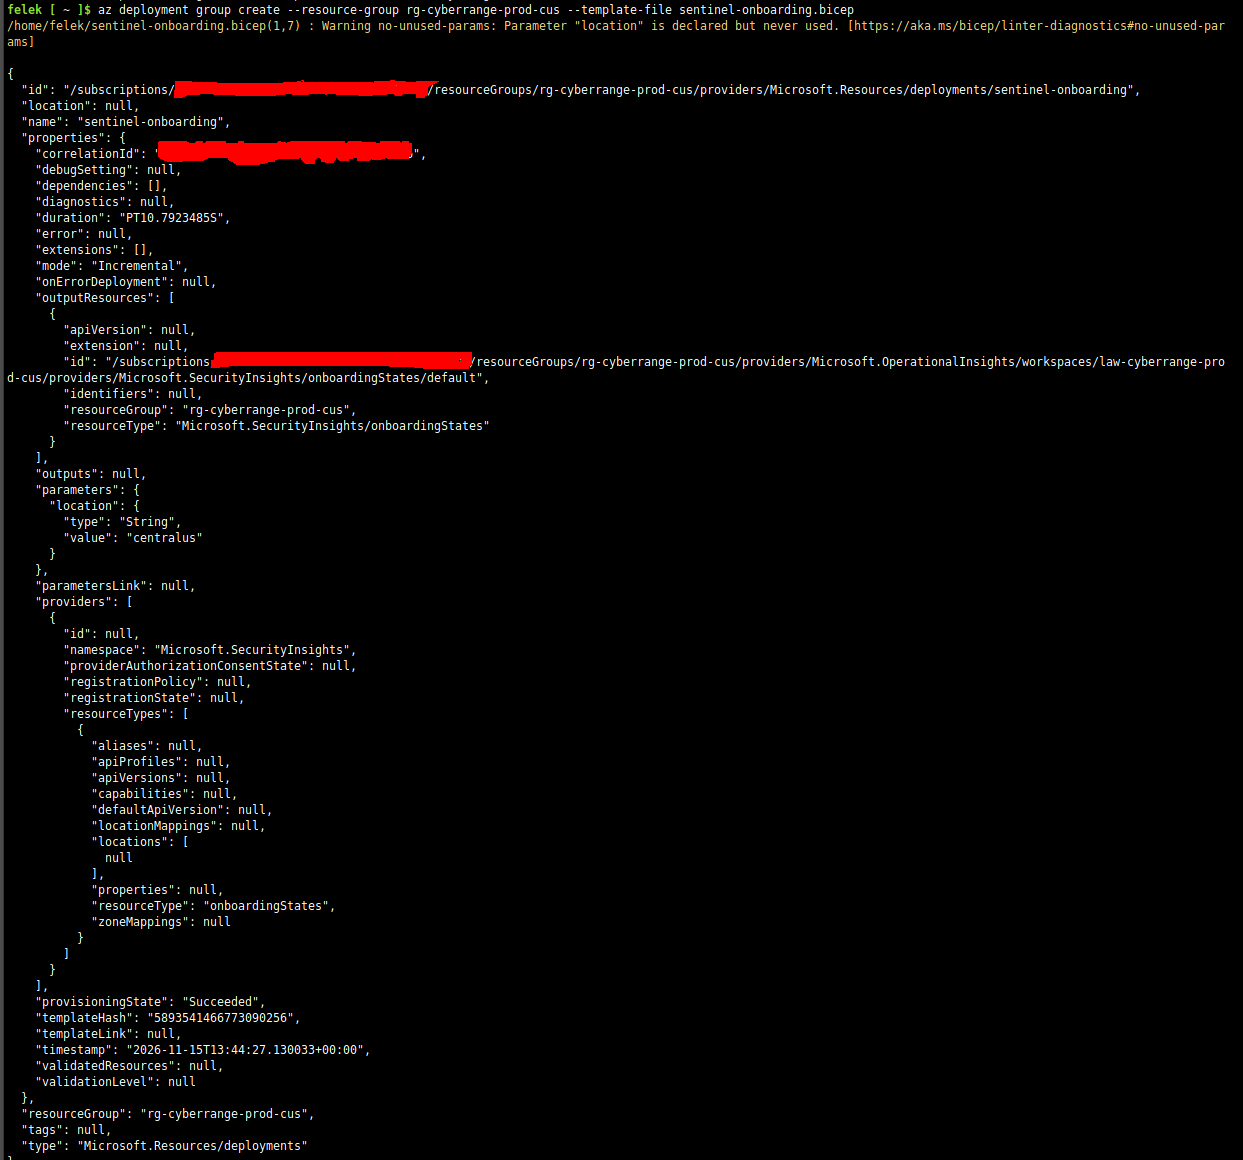 felek [ ~ ]$ az deployment group create --resource-group rg-cyberrange-prod-cus --template-file sentinel-onboarding.bicep
/home/felek/sentinel-onboarding.bicep(1,7) : Warning no-unused-params: Parameter "location" is declared but never used. [https://aka.ms/bicep/linter-diagnostics#no-unused-par
ams]
{
"id": "/subscriptions/ /resourceGroups/rg-cyberrange-prod-cus/providers/Microsoft.Resources/deployments/sentinel-onboarding",
"location": null,
"name": "sentinel-onboarding",
"properties": {
"correlationId": " ",
"debugSetting": null,
"dependencies": [],
"diagnostics": null,
"duration": "PT10.7923485S",
"error": null,
"extensions": [],
"mode": "Incremental",
"onErrorDeployment": null,
"outputResources": [
{
"apiVersion": null,
"extension": null,
"id": "/subscriptions /resourceGroups/rg-cyberrange-prod-cus/providers/Microsoft.OperationalInsights/workspaces/law-cyberrange-pro
d-cus/providers/Microsoft.SecurityInsights/onboardingStates/default",
"identifiers": null,
"resourceGroup": "rg-cyberrange-prod-cus",
"resourceType": "Microsoft.SecurityInsights/onboardingStates"
}
],
"outputs": null,
"parameters": {
"location": {
"type": "String",
"value": "centralus"
}
},
"parametersLink": null,
"providers": [
{
"id": null,
"namespace": "Microsoft.SecurityInsights",
"providerAuthorizationConsentState": null,
"registrationPolicy": null,
"registrationState": null,
"resourceTypes": [
{
"aliases": null,
"apiProfiles": null,
"apiVersions": null,
"capabilities": null,
"defaultApiVersion": null,
"locationMappings": null,
"locations": [
null
],
"properties": null,
"resourceType": "onboardingStates",
"zoneMappings": null
}
]
}
],
"provisioningState": "Succeeded",
"templateHash": "5893541466773090256",
"templateLink": null,
"timestamp": "2026-11-15T13:44:27.130033+00:00",
"validatedResources": null,
"validationLevel": null
},
"resourceGroup": "rg-cyberrange-prod-cus",
"tags": null,
"type": "Microsoft.Resources/deployments"